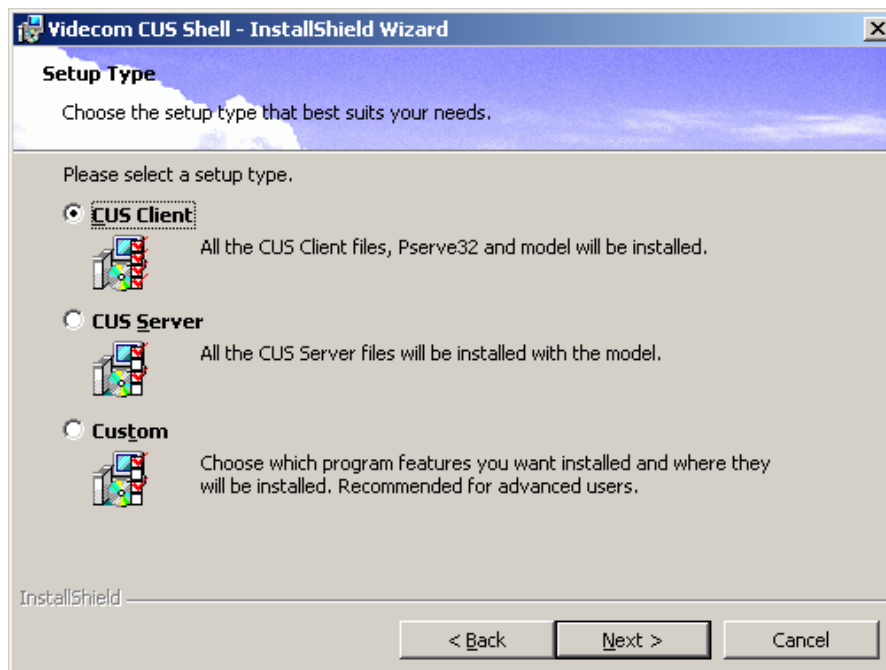 Videcom CUS Shell - InstallShield Wizard
Setup Type
Choose the setup type that best suits your needs.
Please select a setup type.
CUS Client
All the CUS Client files, Pserve32 and model will be installed.
CUS Server
All the CUS Server files will be installed with the model.
Custom
Choose which program features you want installed and where they
will be installed. Recommended for advanced users.
InstallShield
< Back
Next >
Cancel